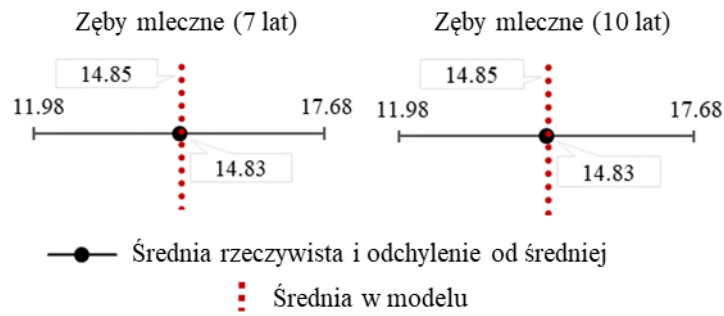 Zęby mleczne (7 lat)
14.85
11.98
17.68
14.83
Zęby mleczne (10 lat)
14.85
11.98
17.68
14.83
Średnia rzeczywista i odchylenie od średniej
Średnia w modelu